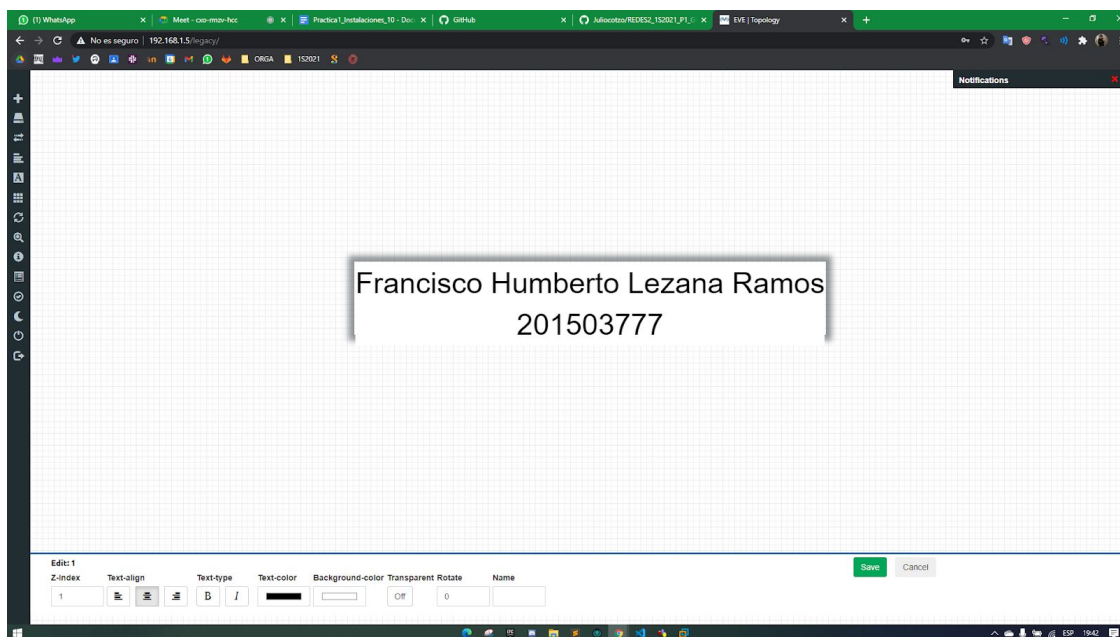 (1) WhatsApp
Meet - cxo-rmzv-hcc
Practica1_Instalaciones_10 - Doc
GitHub
Juliocotzo/REDES2_1S2021_P1_G
EVE | Topology
No es seguro
192.168.1.5/legacy/
ORGA
1S2021
Notifications
Francisco Humberto Lezana Ramos
201503777
Edit: 1
Save
Cancel
Z-index
Text-align
Text-type
Text-color
Background-color
Transparent
Rotate
Name
1
B
I
Off
0
ESP
19:42